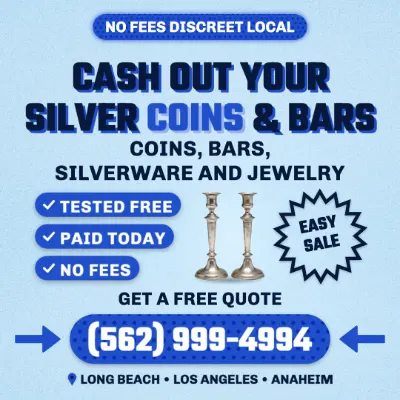 NO FEES DISCREET LOCAL
CASH OUT YOUR
SILVER COINS & BARS
COINS, BARS,
SILVERWARE AND JEWELRY
✓ TESTED FREE
✓ PAID TODAY
✓ NO FEES
EASY
SALE
GET A FREE QUOTE
(562) 999-4994
LONG BEACH • LOS ANGELES • ANAHEIM